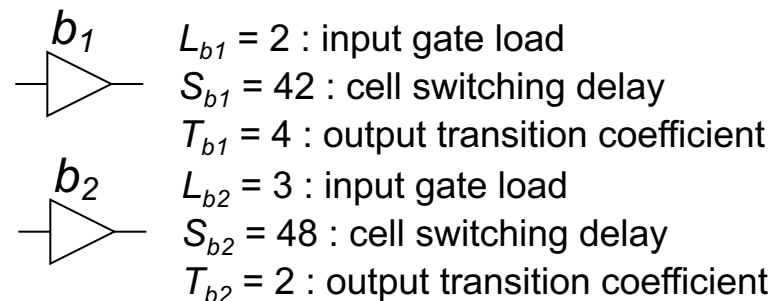 b1 L_b1 = 2 : input gate load
S_b1 = 42 : cell switching delay
T_b1 = 4 : output transition coefficient
b2 L_b2 = 3 : input gate load
S_b2 = 48 : cell switching delay
T_b2 = 2 : output transition coefficient